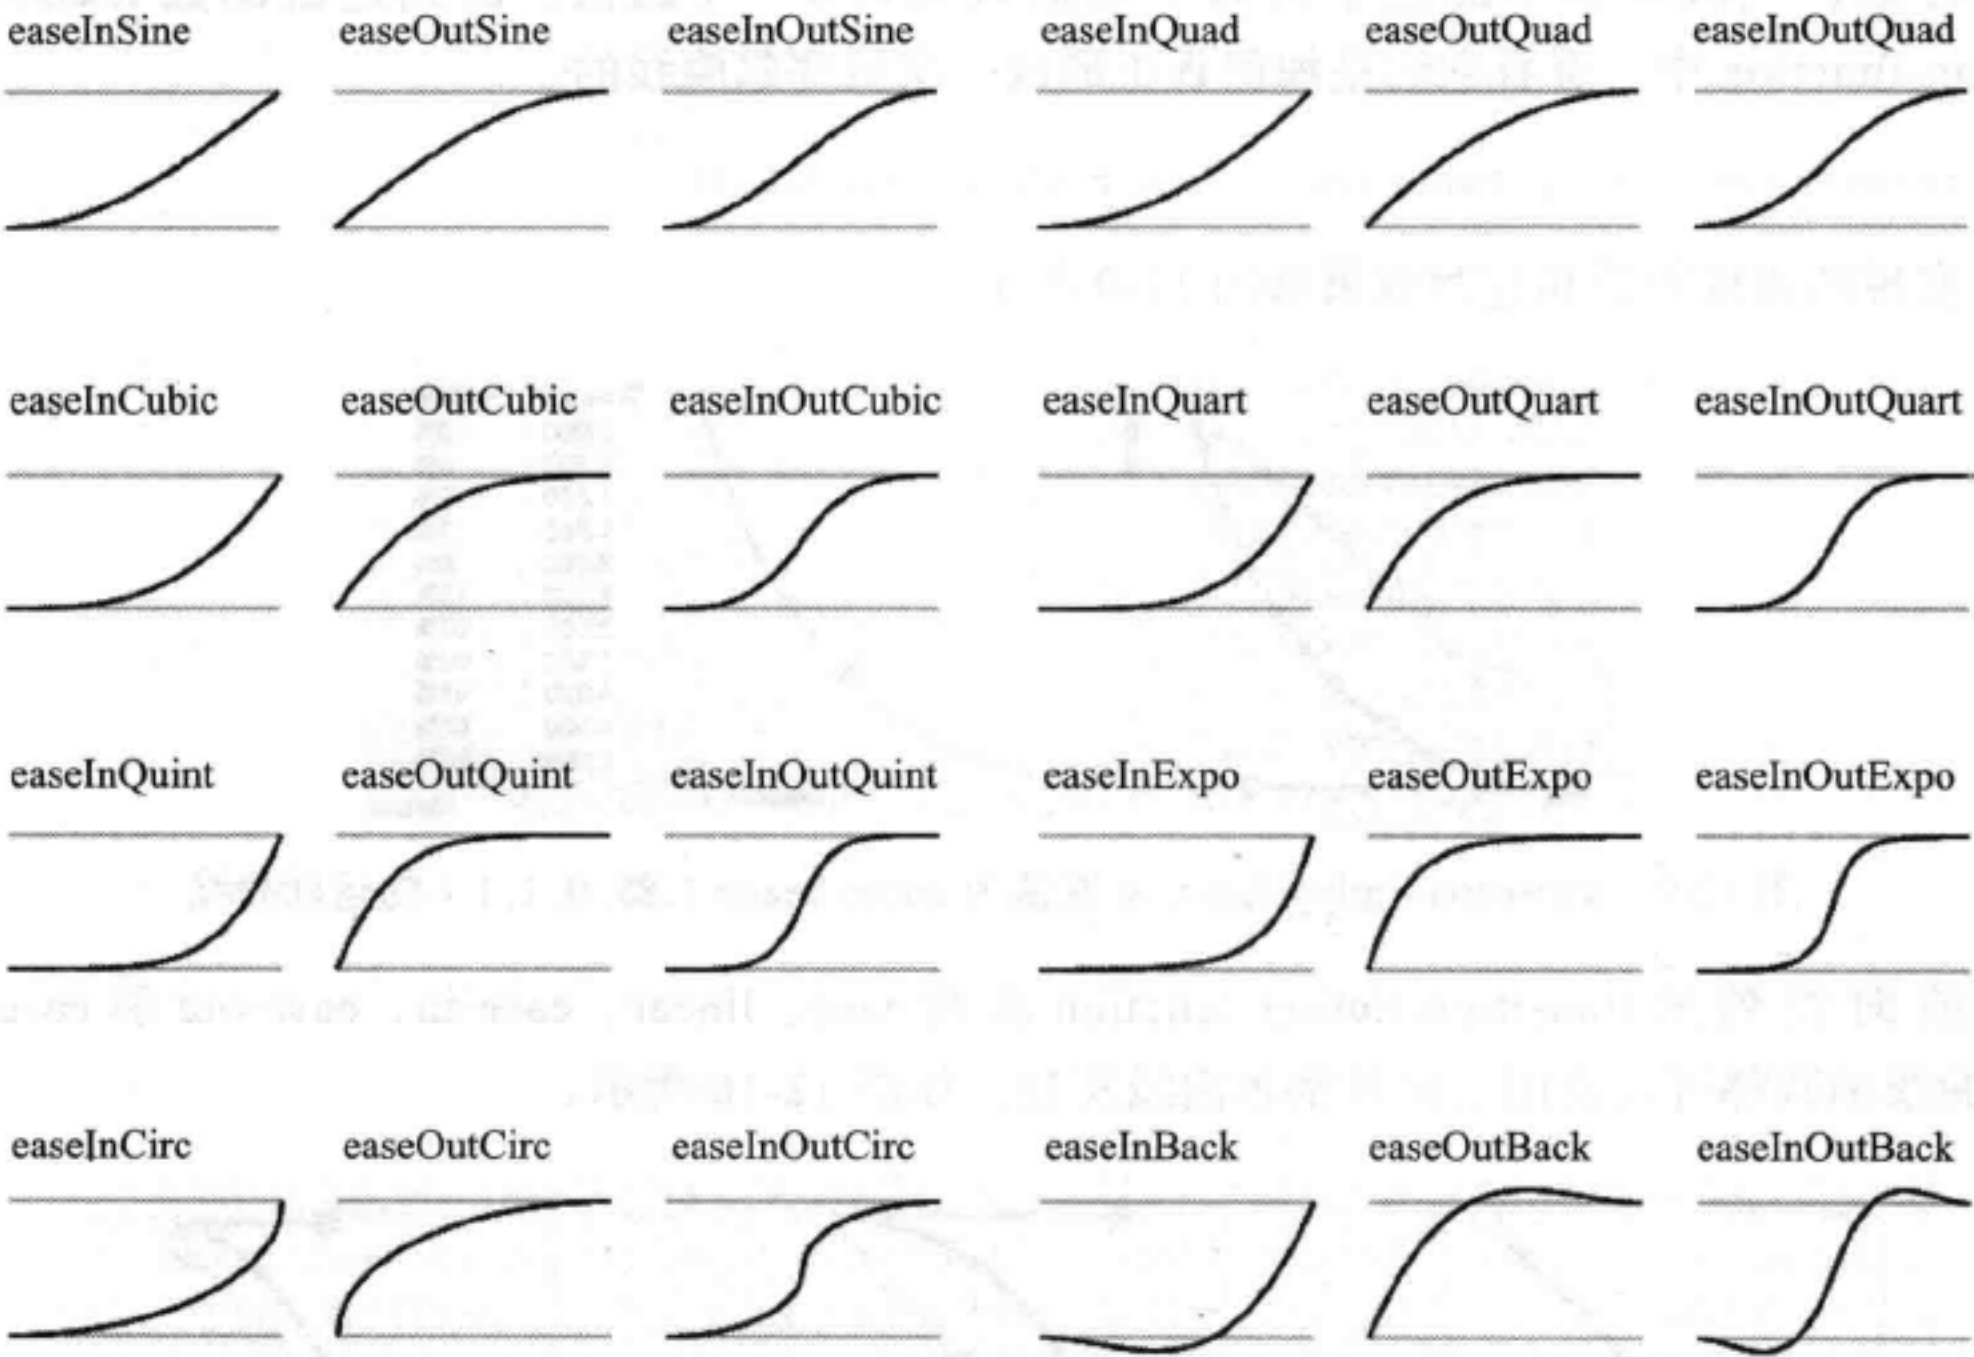 easeInSine easeOutSine easeInOutSine easeInQuad easeOutQuad easeInOutQuad
easeInCubic easeOutCubic easeInOutCubic easeInQuart easeOutQuart easeInOutQuart
easeInQuint easeOutQuint easeInOutQuint easeInExpo easeOutExpo easeInOutExpo
easeInCirc easeOutCirc easeInOutCirc easeInBack easeOutBack easeInOutBack